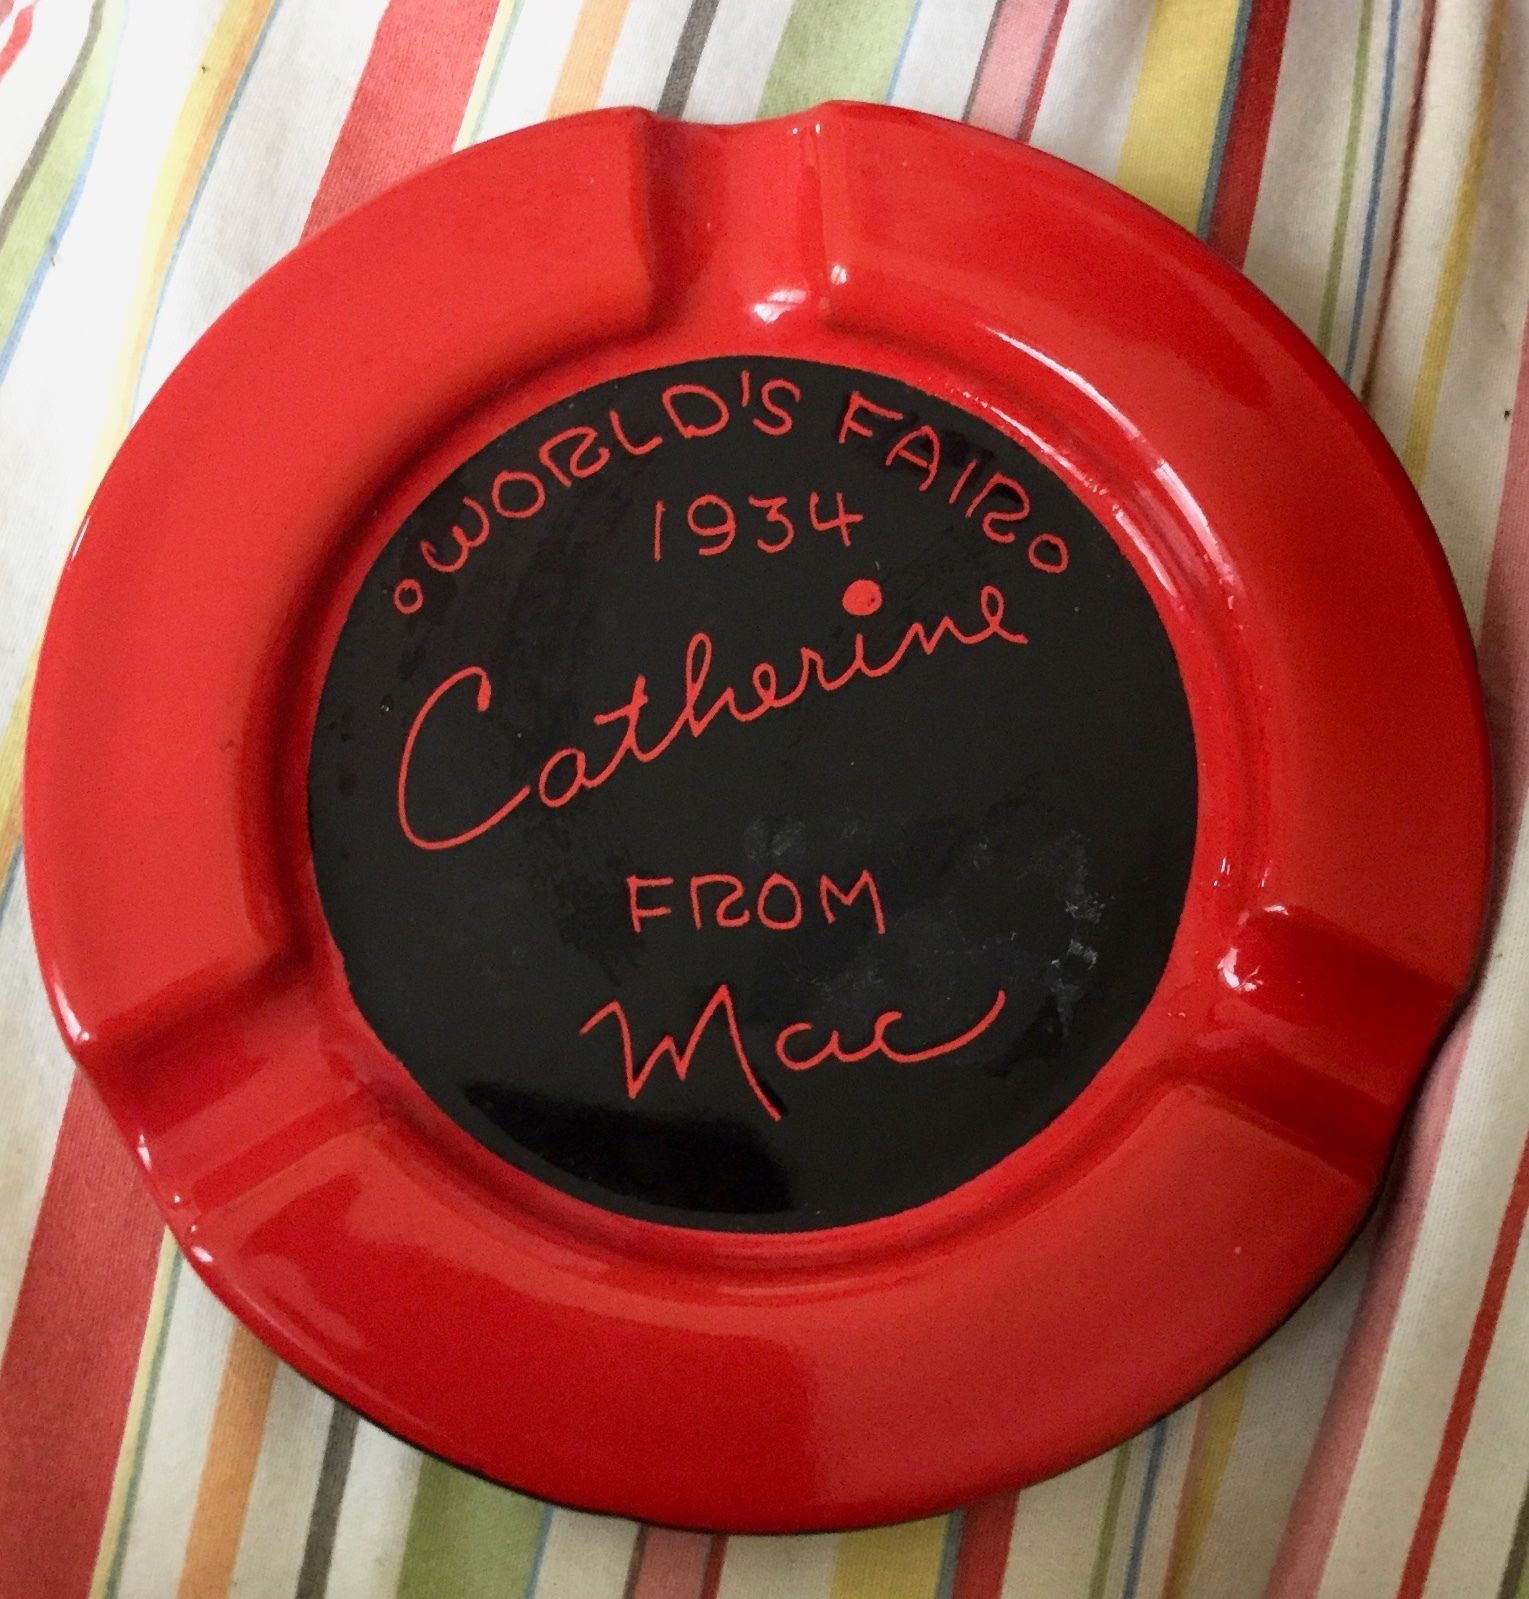 WORLD'S FAIR
1934
Catherine
FROM
Mac